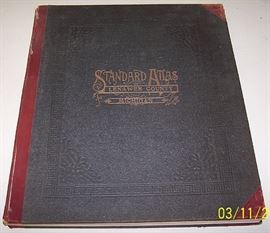 STANDARD ATLAS
LENAWEE COUNTY
MICHIGAN
03/11/2